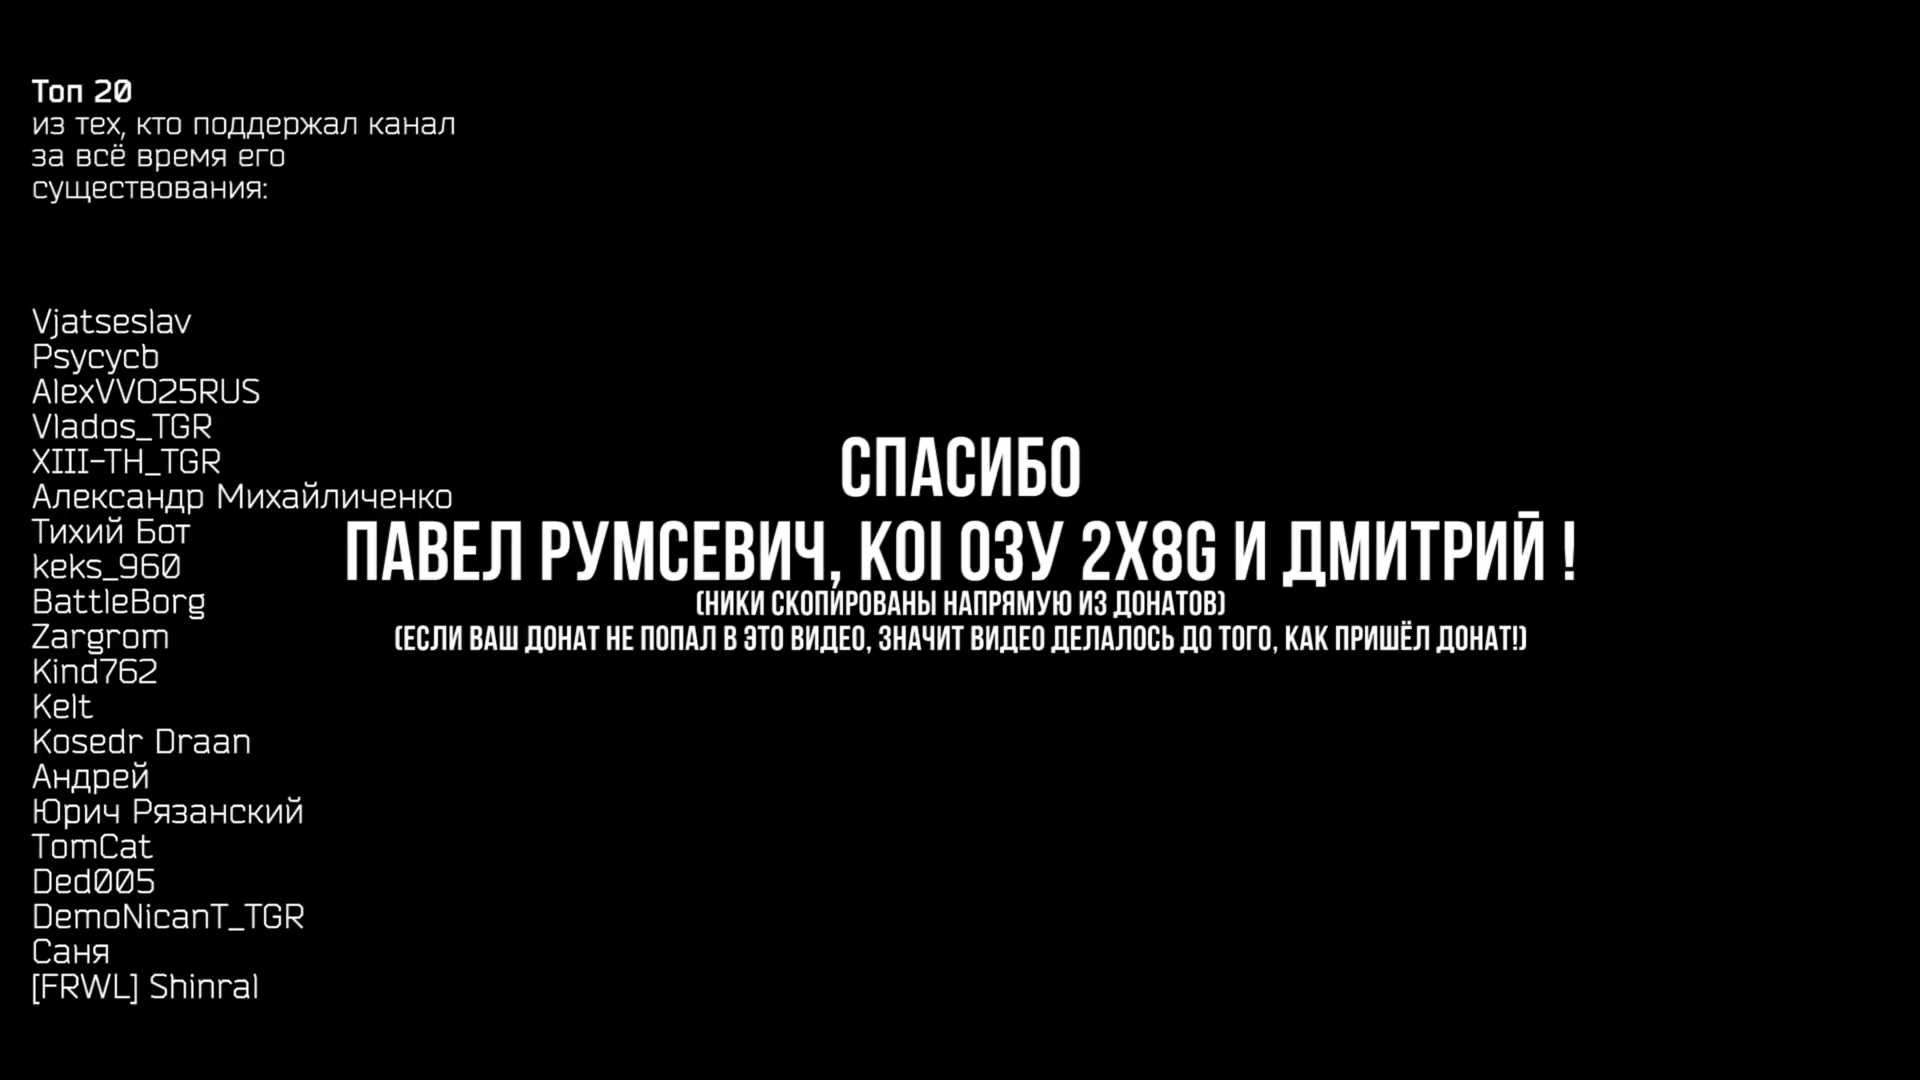 Топ 20
из тех, кто поддержал канал
за всё время его
существования:
Vjatseslav
Psycycb
AlexVVO25RUS
Vlados_TGR
XIII-TH_TGR
Александр Михайличенко
Тихий Бот
keks_960
BattleBorg
Zargrom
Kind762
Kelt
Kosedr Draan
Андрей
Юрич Рязанский
TomCat
Ded005
DemoNicanT_TGR
Саня
[FRWL] Shinral
СПАСИБО
ПАВЕЛ РУМСЕВИЧ, KOI ОЗУ 2X8G И ДМИТРИЙ !
(НИКИ СКОПИРОВАНЫ НАПРЯМУЮ ИЗ ДОНАТОВ)
(ЕСЛИ ВАШ ДОНАТ НЕ ПОПАЛ В ЭТО ВИДЕО, ЗНАЧИТ ВИДЕО ДЕЛАЛОСЬ ДО ТОГО, КАК ПРИШЁЛ ДОНАТ!)